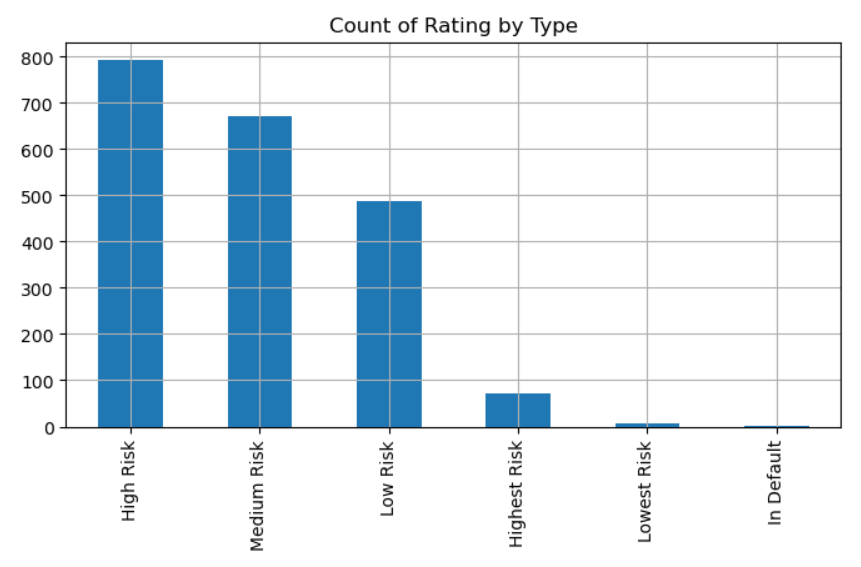 Count of Rating by Type
800
700
600
500
400
300
200
100
0
High Risk
Medium Risk
Low Risk
Highest Risk
Lowest Risk
In Default